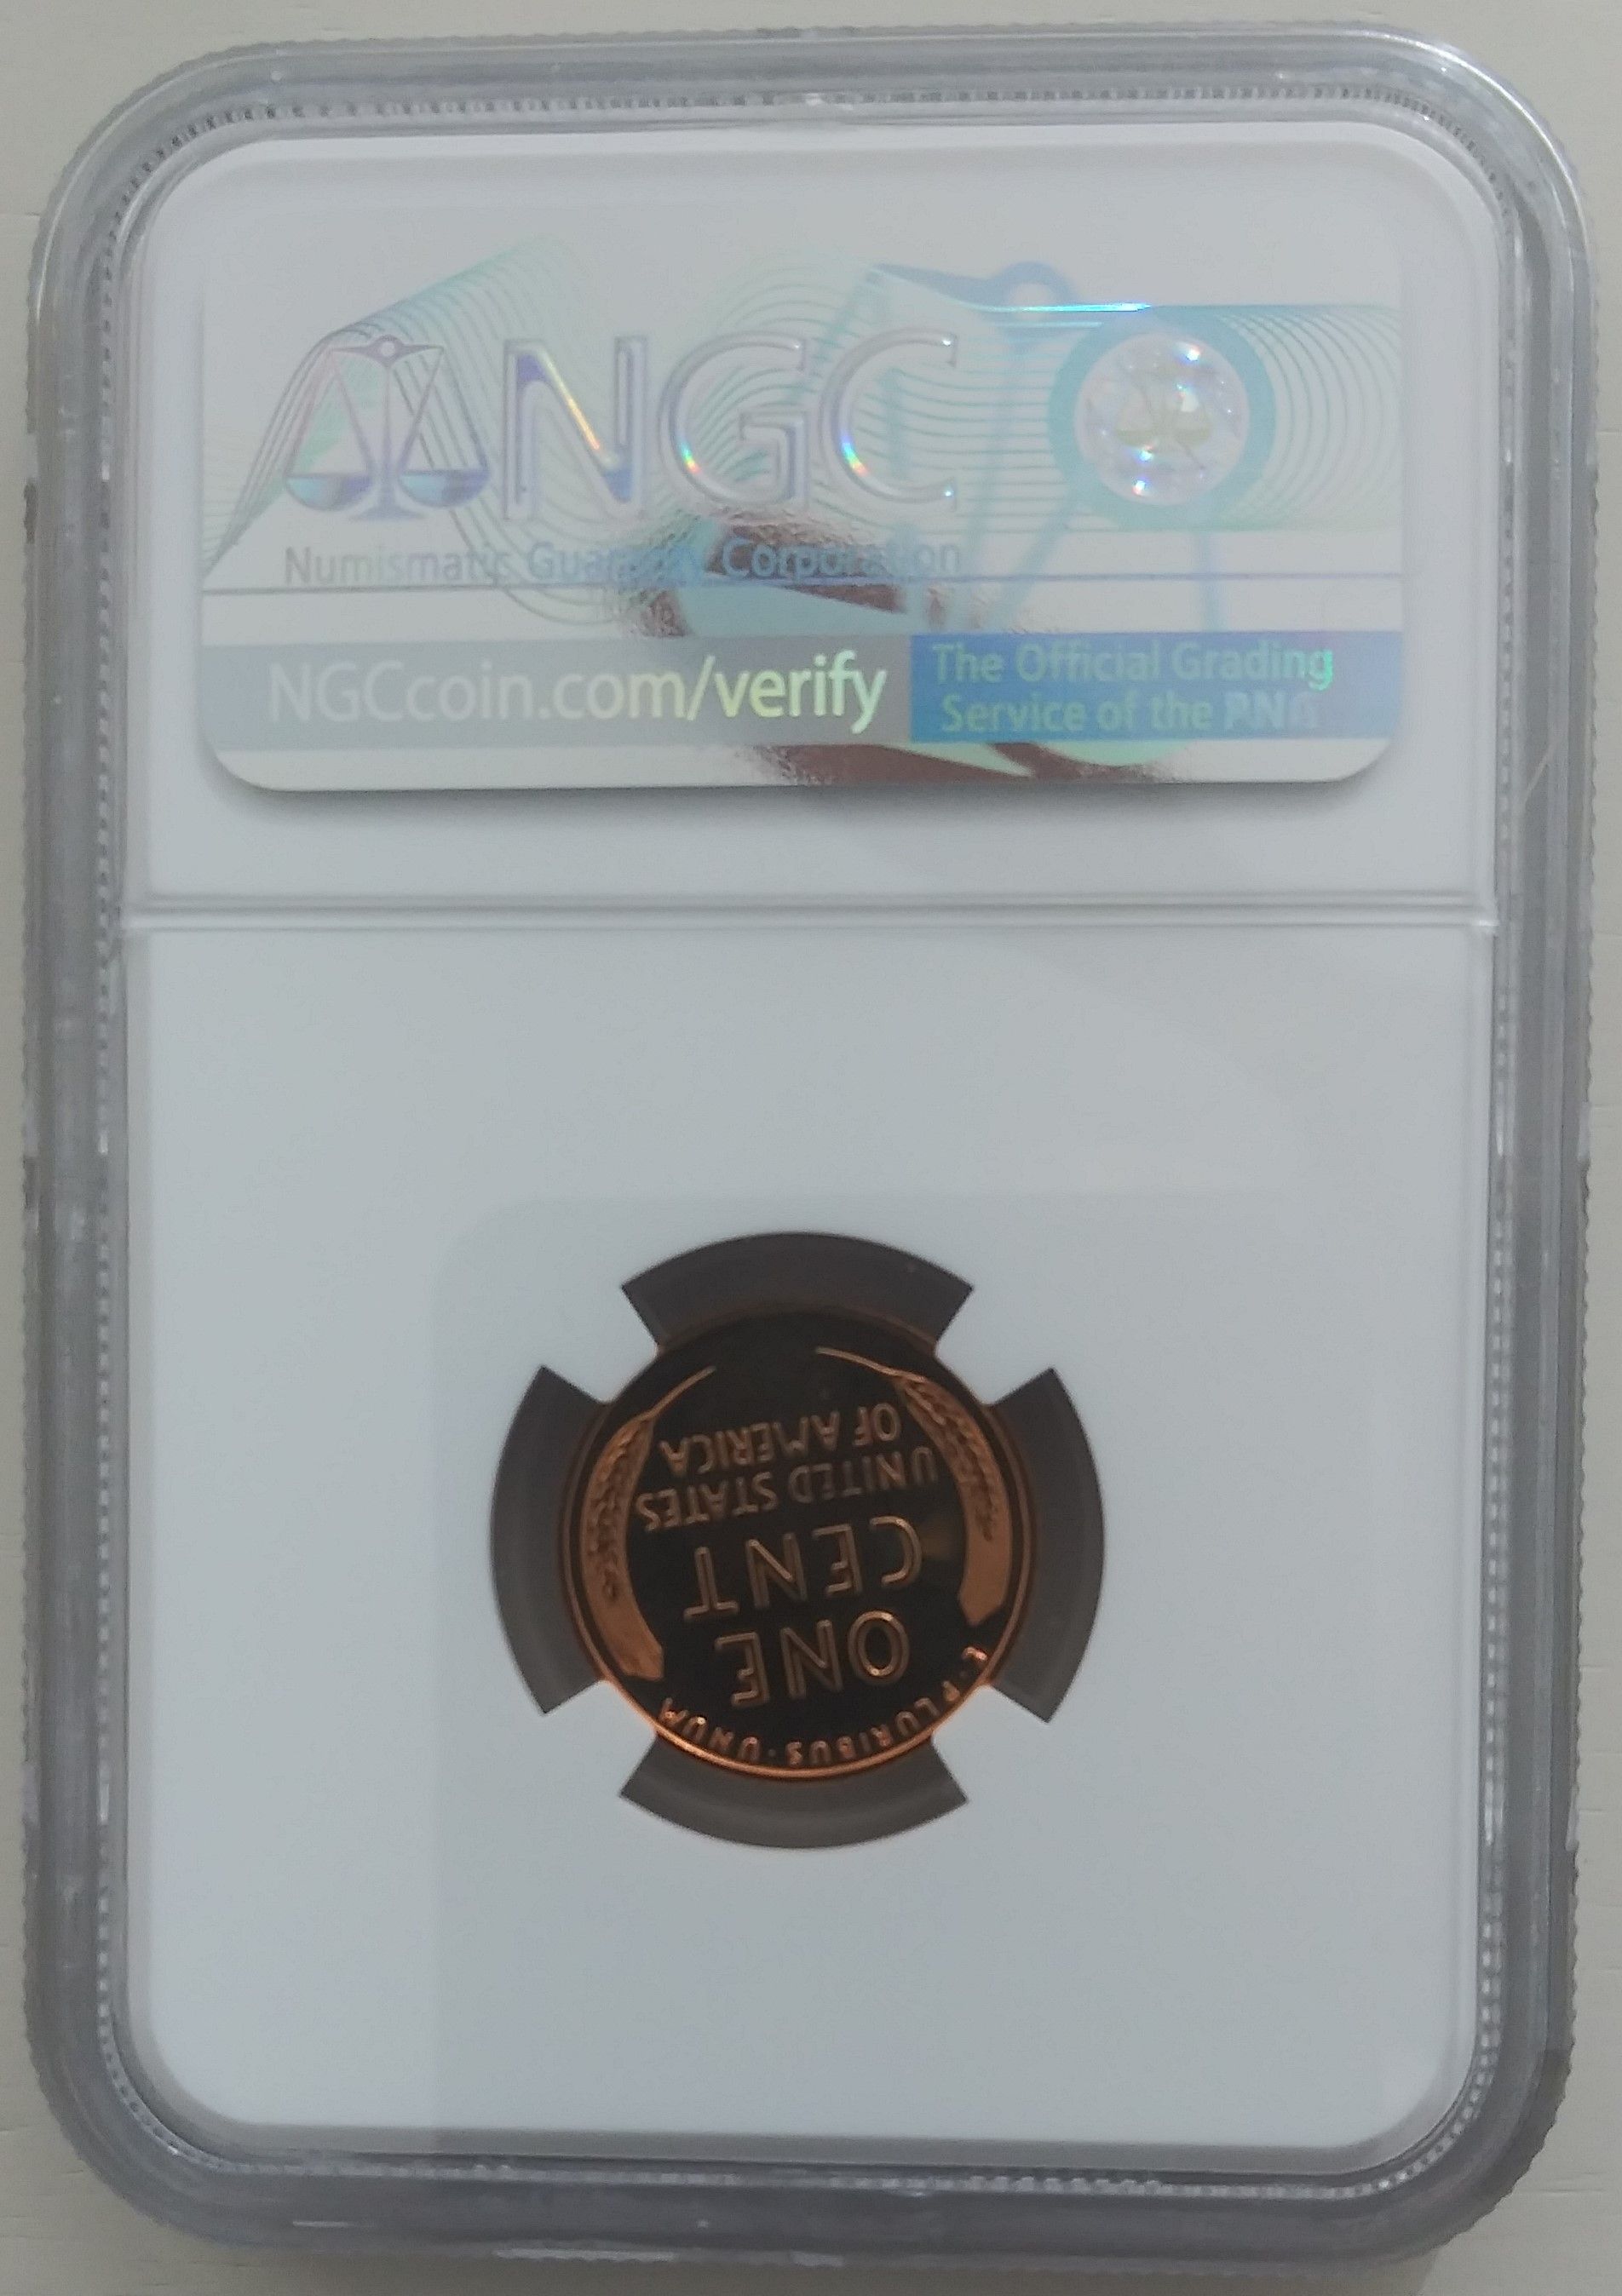 NGC
Numismatic Guaranty Corporation
NGCcoin.com/verify
The Official Grading
Service of the PNG
E·PLURIBUS·UNUM
ONE
CENT
UNITED STATES
OF AMERICA